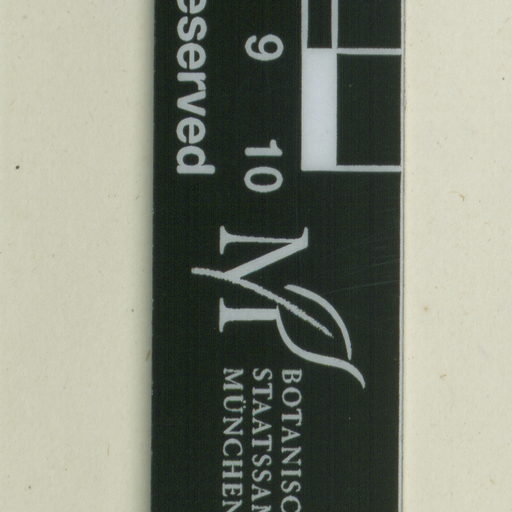 eserved
9 10
M
BOTANISC
STAATSSAM
MÜNCHEN